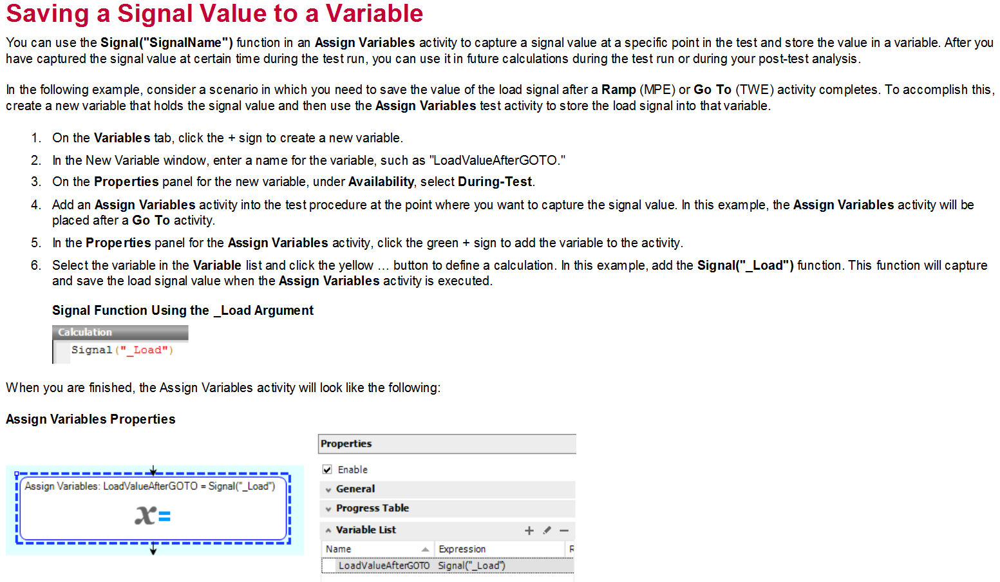 Saving a Signal Value to a Variable
You can use the Signal("SignalName") function in an Assign Variables activity to capture a signal value at a specific point in the test and store the value in a variable. After you
have captured the signal value at certain time during the test run, you can use it in future calculations during the test run or during your post-test analysis.
In the following example, consider a scenario in which you need to save the value of the load signal after a Ramp (MPE) or Go To (TWE) activity completes. To accomplish this,
create a new variable that holds the signal value and then use the Assign Variables test activity to store the load signal into that variable.
1. On the Variables tab, click the + sign to create a new variable.
2. In the New Variable window, enter a name for the variable, such as "LoadValueAfterGOTO."
3. On the Properties panel for the new variable, under Availability, select During-Test.
4. Add an Assign Variables activity into the test procedure at the point where you want to capture the signal value. In this example, the Assign Variables activity will be
placed after a Go To activity.
5. In the Properties panel for the Assign Variables activity, click the green + sign to add the variable to the activity.
6. Select the variable in the Variable list and click the yellow ... button to define a calculation. In this example, add the Signal("_Load") function. This function will capture
and save the load signal value when the Assign Variables activity is executed.
Signal Function Using the _Load Argument
Calculation
Signal("_Load")
When you are finished, the Assign Variables activity will look like the following:
Assign Variables Properties
Assign Variables: LoadValueAfterGOTO = Signal("_Load")
x=
Properties
Enable
General
Progress Table
Variable List
Name Expression R
LoadValueAfterGOTO Signal("_Load")